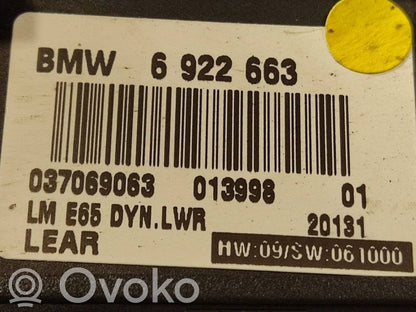 BMW 6 922 663
037069063 013998 01
LM E65 DYN.LWR 20131
LEAR HW:09/SW:061000
Ovoko